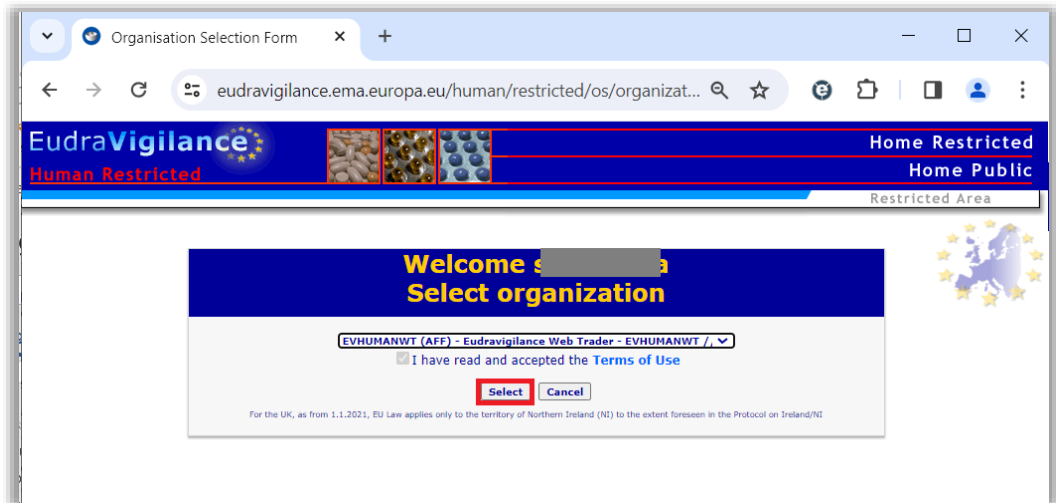 Organisation Selection Form
eudravigilance.ema.europa.eu/human/restricted/os/organizat...
EudraVigilance
Human Restricted
Home Restricted
Home Public
Restricted Area
Welcome s a
Select organization
EVHUMANWT (AFF) - Eudravigilance Web Trader - EVHUMANWT /
I have read and accepted the Terms of Use
Select Cancel
For the UK, as from 1.1.2021, EU Law applies only to the territory of Northern Ireland (NI) to the extent foreseen in the Protocol on Ireland/NI